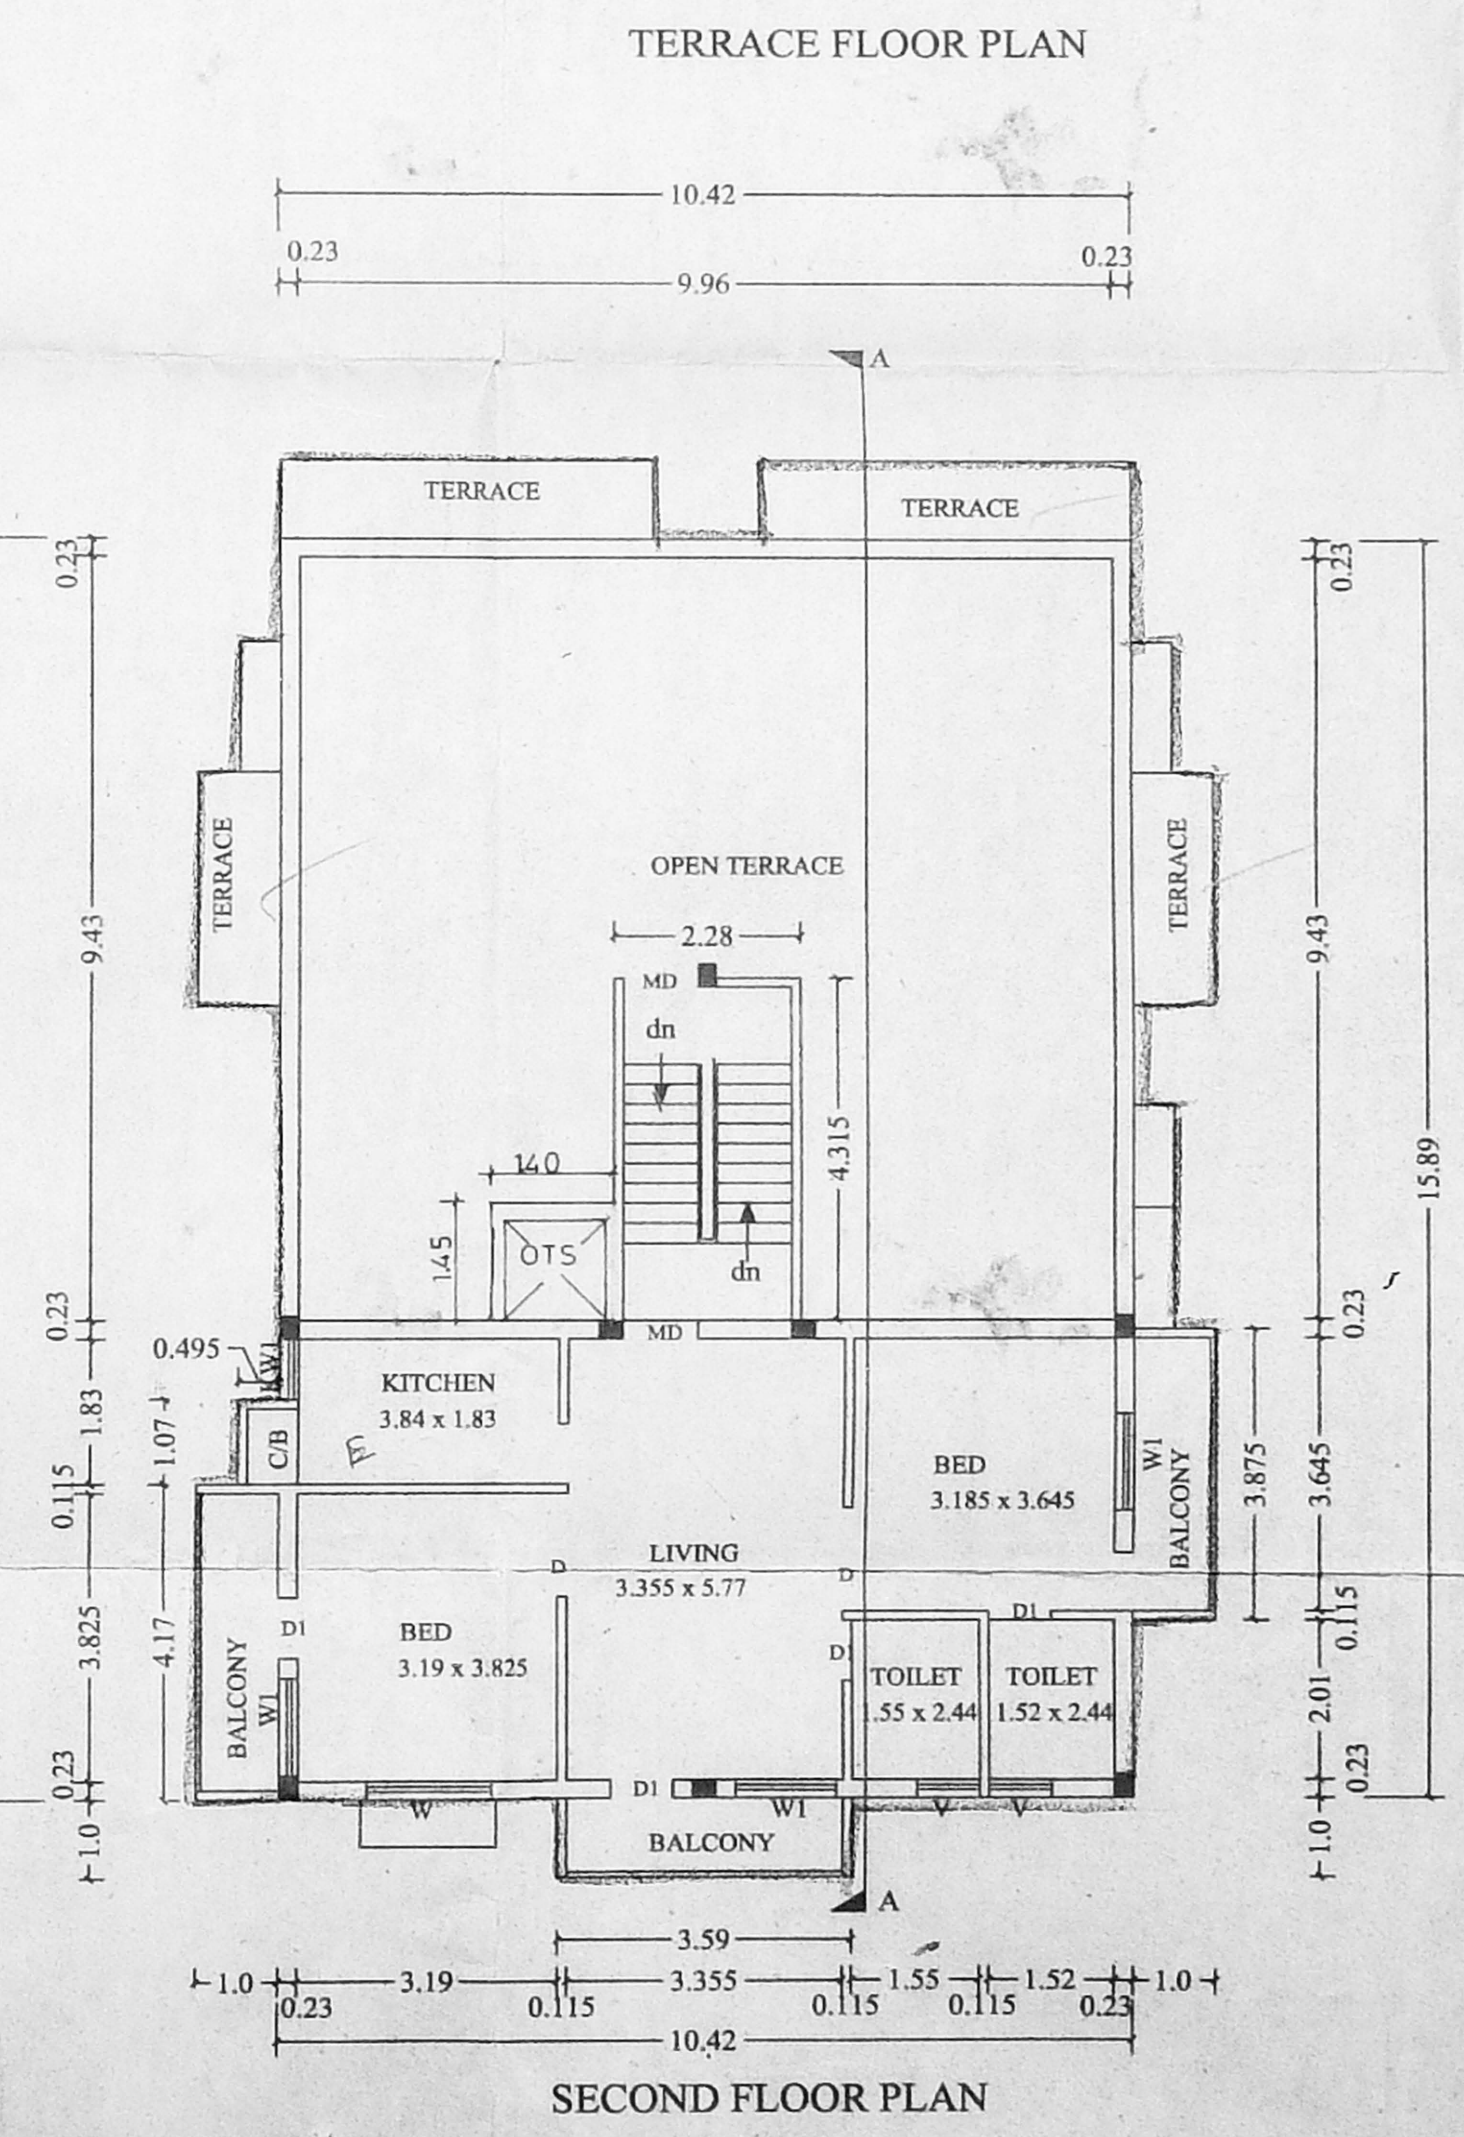 TERRACE FLOOR PLAN
10.42
0.23
0.23
9.96
A
TERRACE
TERRACE
0.23
0.23
TERRACE
TERRACE
OPEN TERRACE
9.43
2.28
9.43
MD
dn
4.315
15.89
140
1.45
OTS
dn
0.23
0.23
MD
0.495
W1
KITCHEN
3.84 x 1.83
1.83
1.07
C/B
BED
3.185 x 3.645
W1
BALCONY
3.875
3.645
0.115
LIVING
3.355 x 5.77
D
D
D1
D1
0.115
3.825
4.17
BALCONY
W1
BED
3.19 x 3.825
D
TOILET
1.55 x 2.44
TOILET
1.52 x 2.44
2.01
0.23
0.23
W
D1
W1
V
V
1.0
BALCONY
1.0
A
3.59
1.0
3.19
3.355
1.55
1.52
1.0
0.23
0.115
0.115
0.115
0.23
10.42
SECOND FLOOR PLAN